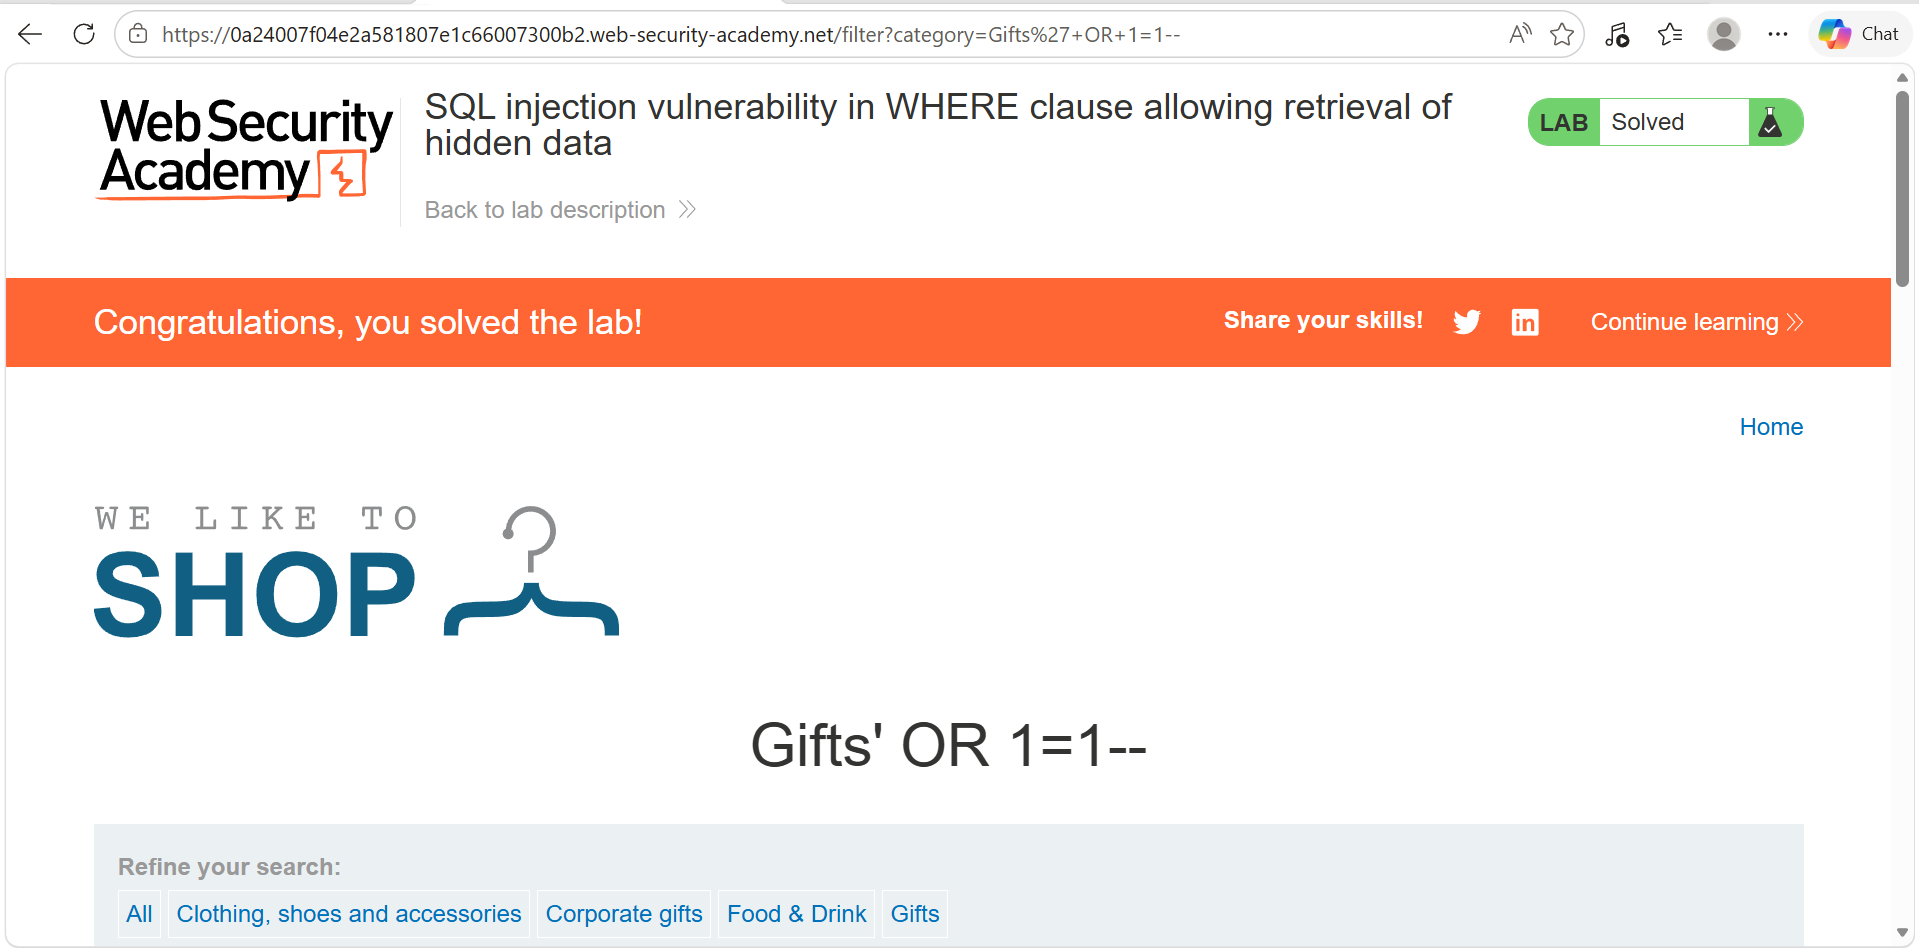 https://0a24007f04e2a581807e1c66007300b2.web-security-academy.net/filter?category=Gifts%27+OR+1=1--
Chat
Web Security
Academy
SQL injection vulnerability in WHERE clause allowing retrieval of
hidden data
LAB Solved
Back to lab description
Congratulations, you solved the lab!
Share your skills!
Continue learning
Home
WE LIKE TO
SHOP
Gifts' OR 1=1--
Refine your search:
All Clothing, shoes and accessories Corporate gifts Food & Drink Gifts